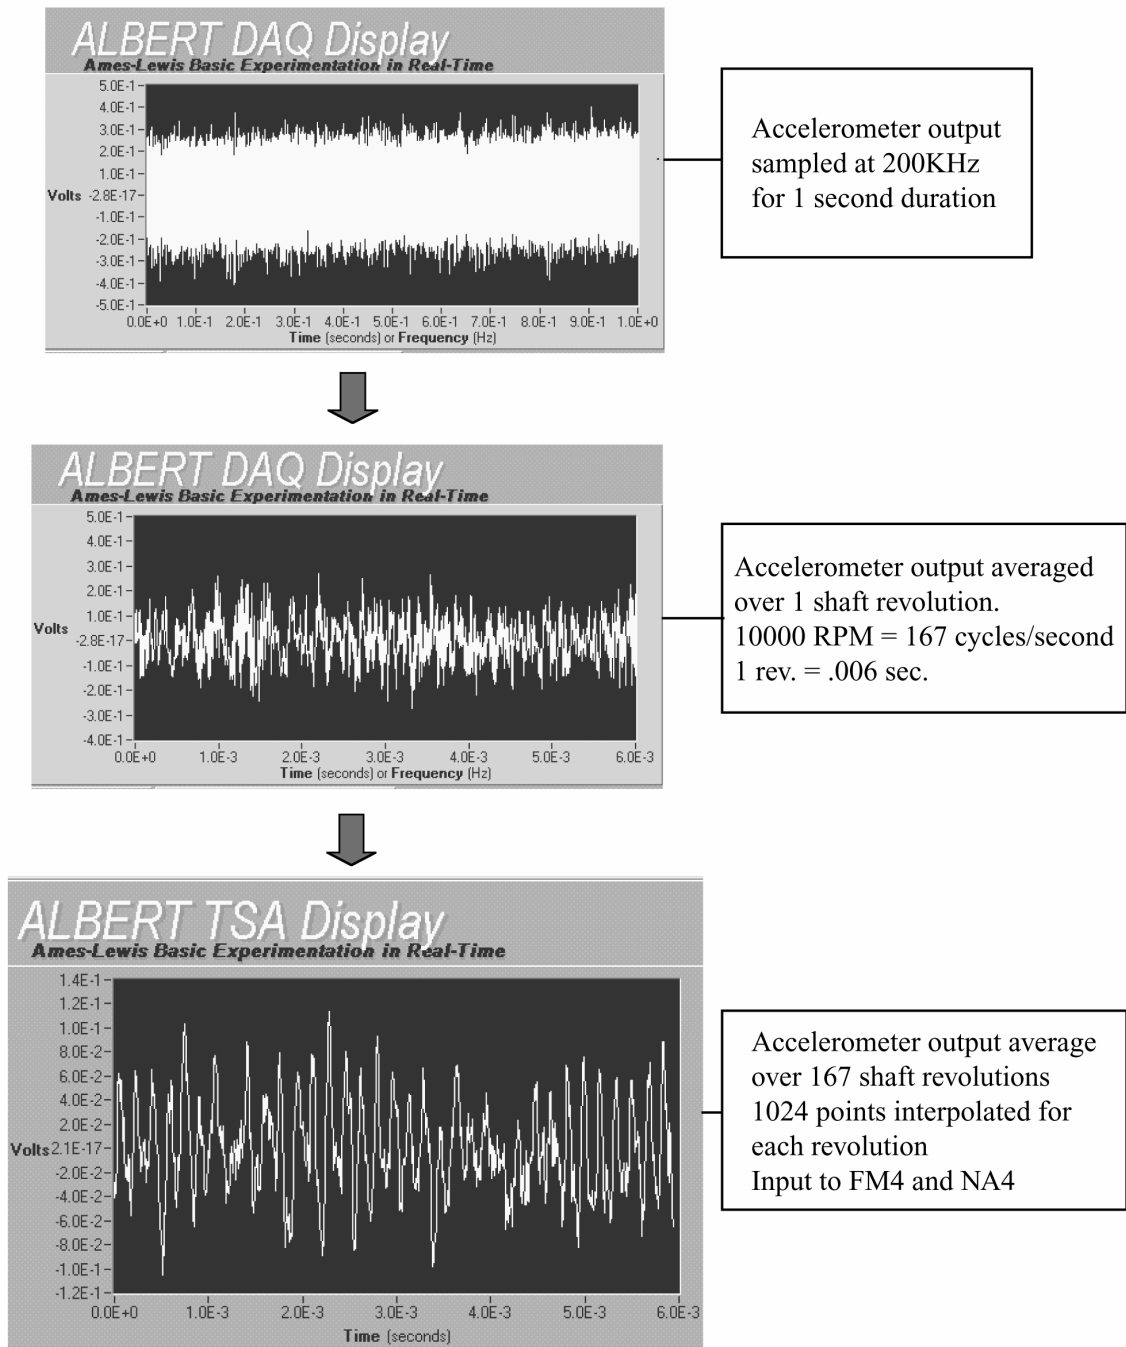 ALBERT DAQ Display
Ames-Lewis Basic Experimentation in Real-Time
5.0E-1
4.0E-1
3.0E-1
2.0E-1
1.0E-1
Volts -2.8E-17
-1.0E-1
-2.0E-1
-3.0E-1
-4.0E-1
-5.0E-1
0.0E+0 1.0E-1 2.0E-1 3.0E-1 4.0E-1 5.0E-1 6.0E-1 7.0E-1 8.0E-1 9.0E-1 1.0E+0
Time (seconds) or Frequency (Hz)
Accelerometer output
sampled at 200KHz
for 1 second duration
ALBERT DAQ Display
Ames-Lewis Basic Experimentation in Real-Time
5.0E-1
4.0E-1
3.0E-1
2.0E-1
1.0E-1
Volts -2.8E-17
-1.0E-1
-2.0E-1
-3.0E-1
-4.0E-1
0.0E+0 1.0E-3 2.0E-3 3.0E-3 4.0E-3 5.0E-3 6.0E-3
Time (seconds) or Frequency (Hz)
Accelerometer output averaged
over 1 shaft revolution.
10000 RPM = 167 cycles/second
1 rev. = .006 sec.
ALBERT TSA Display
Ames-Lewis Basic Experimentation in Real-Time
1.4E-1
1.2E-1
1.0E-1
8.0E-2
6.0E-2
4.0E-2
2.0E-2
Volts 2.1E-17
-2.0E-2
-4.0E-2
-6.0E-2
-8.0E-2
-1.0E-1
-1.2E-1
0.0E+0 1.0E-3 2.0E-3 3.0E-3 4.0E-3 5.0E-3 6.0E-3
Time (seconds)
Accelerometer output average
over 167 shaft revolutions
1024 points interpolated for
each revolution
Input to FM4 and NA4